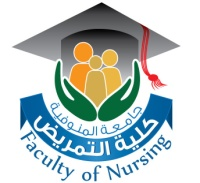 جامعة المنوفية
كلية التمريض
Faculty of Nursing